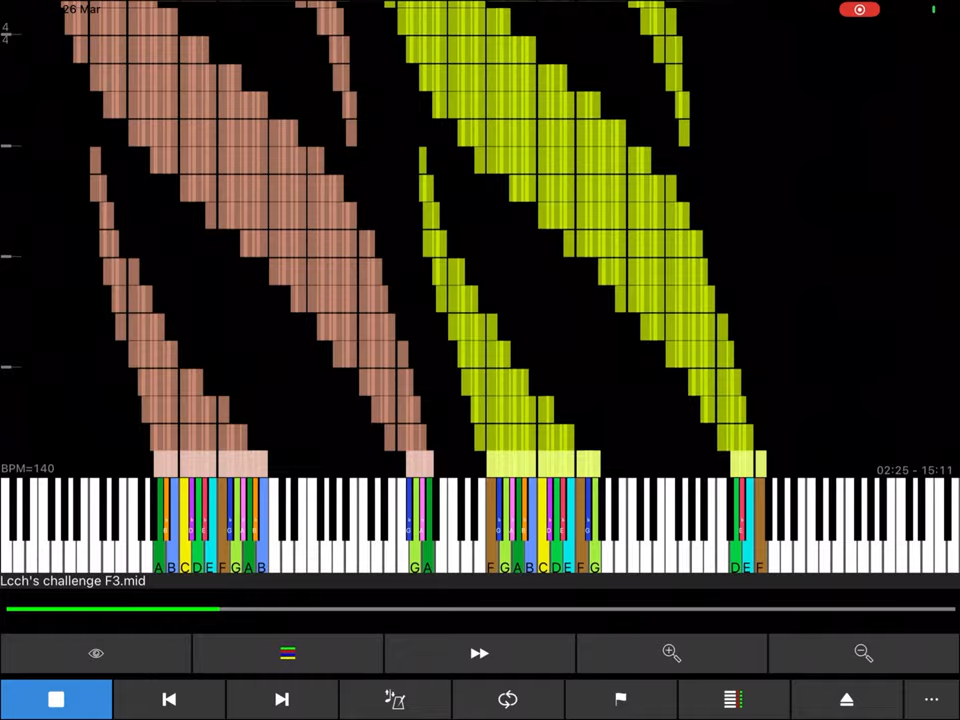 26 Mar
4
4
BPM=140
02:25 - 15:11
A B C D E F G A B G A F G A B C D E F G D E F
Lcch's challenge F3.mid